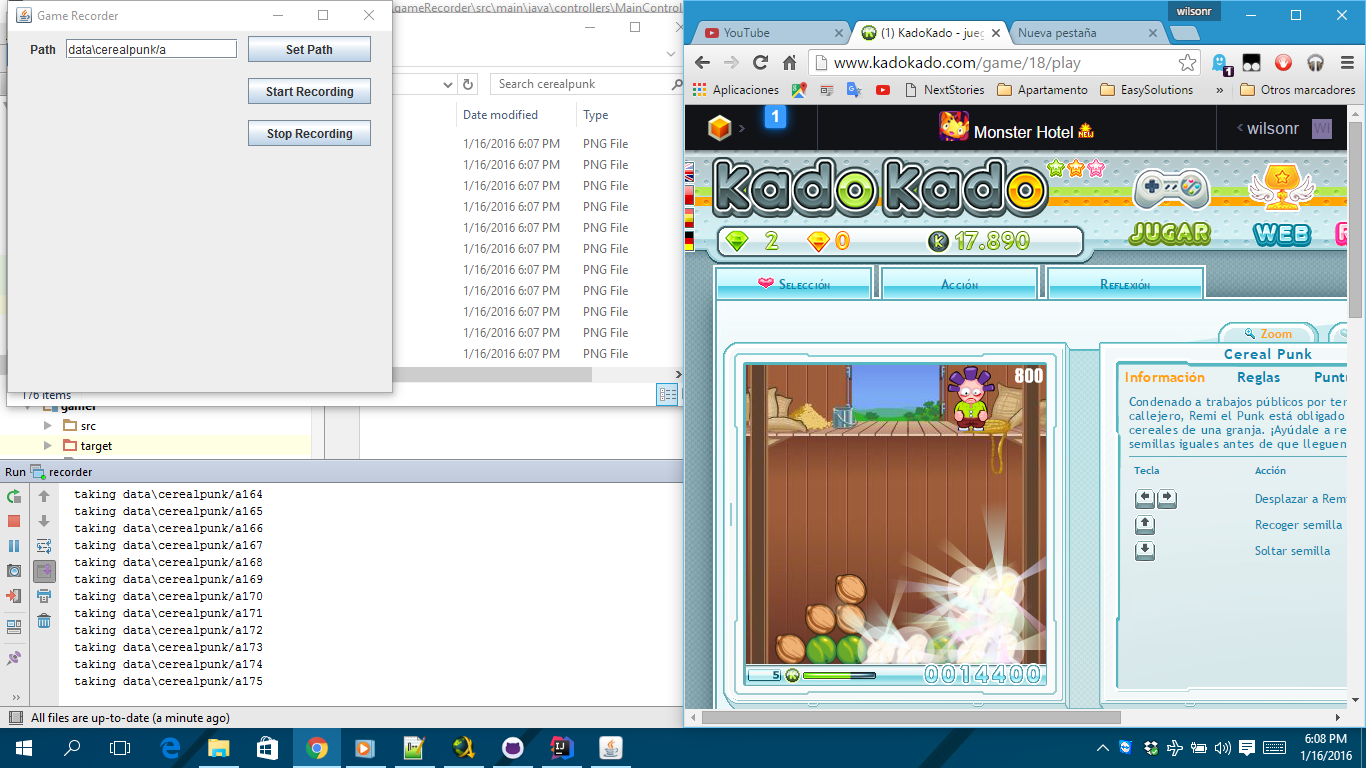 Game Recorder
Path data\cerealpunk/a Set Path
Start Recording
Stop Recording
gameRecorder\src\main\java\controllers\MainControl
Search cerealpunk
Date modified Type
1/16/2016 6:07 PM PNG File
1/16/2016 6:07 PM PNG File
1/16/2016 6:07 PM PNG File
1/16/2016 6:07 PM PNG File
1/16/2016 6:07 PM PNG File
1/16/2016 6:07 PM PNG File
1/16/2016 6:07 PM PNG File
1/16/2016 6:07 PM PNG File
1/16/2016 6:07 PM PNG File
1/16/2016 6:07 PM PNG File
1/16/2016 6:07 PM PNG File
176 items
gamer
src
target
Run recorder
taking data\cerealpunk/a164
taking data\cerealpunk/a165
taking data\cerealpunk/a166
taking data\cerealpunk/a167
taking data\cerealpunk/a168
taking data\cerealpunk/a169
taking data\cerealpunk/a170
taking data\cerealpunk/a171
taking data\cerealpunk/a172
taking data\cerealpunk/a173
taking data\cerealpunk/a174
taking data\cerealpunk/a175
All files are up-to-date (a minute ago)
wilsonr
YouTube (1) KadoKado - jueg Nueva pestaña
www.kadokado.com/game/18/play
1
Aplicaciones NextStories Apartamento EasySolutions » Otros marcadores
1 Monster Hotel NEW wilsonr WI
kadokado
JUGAR WEB
2 0 K 17.890
Selección Acción Reflexión
Zoom
Cereal Punk
Información Reglas Puntu
Condenado a trabajos públicos por ter
callejero, Remi el Punk está obligado
cereales de una granja. ¡Ayúdale a re
semillas iguales antes de que lleguen
Tecla Acción
Desplazar a Rem
Recoger semilla
Soltar semilla
800
5 0014400
6:08 PM
1/16/2016